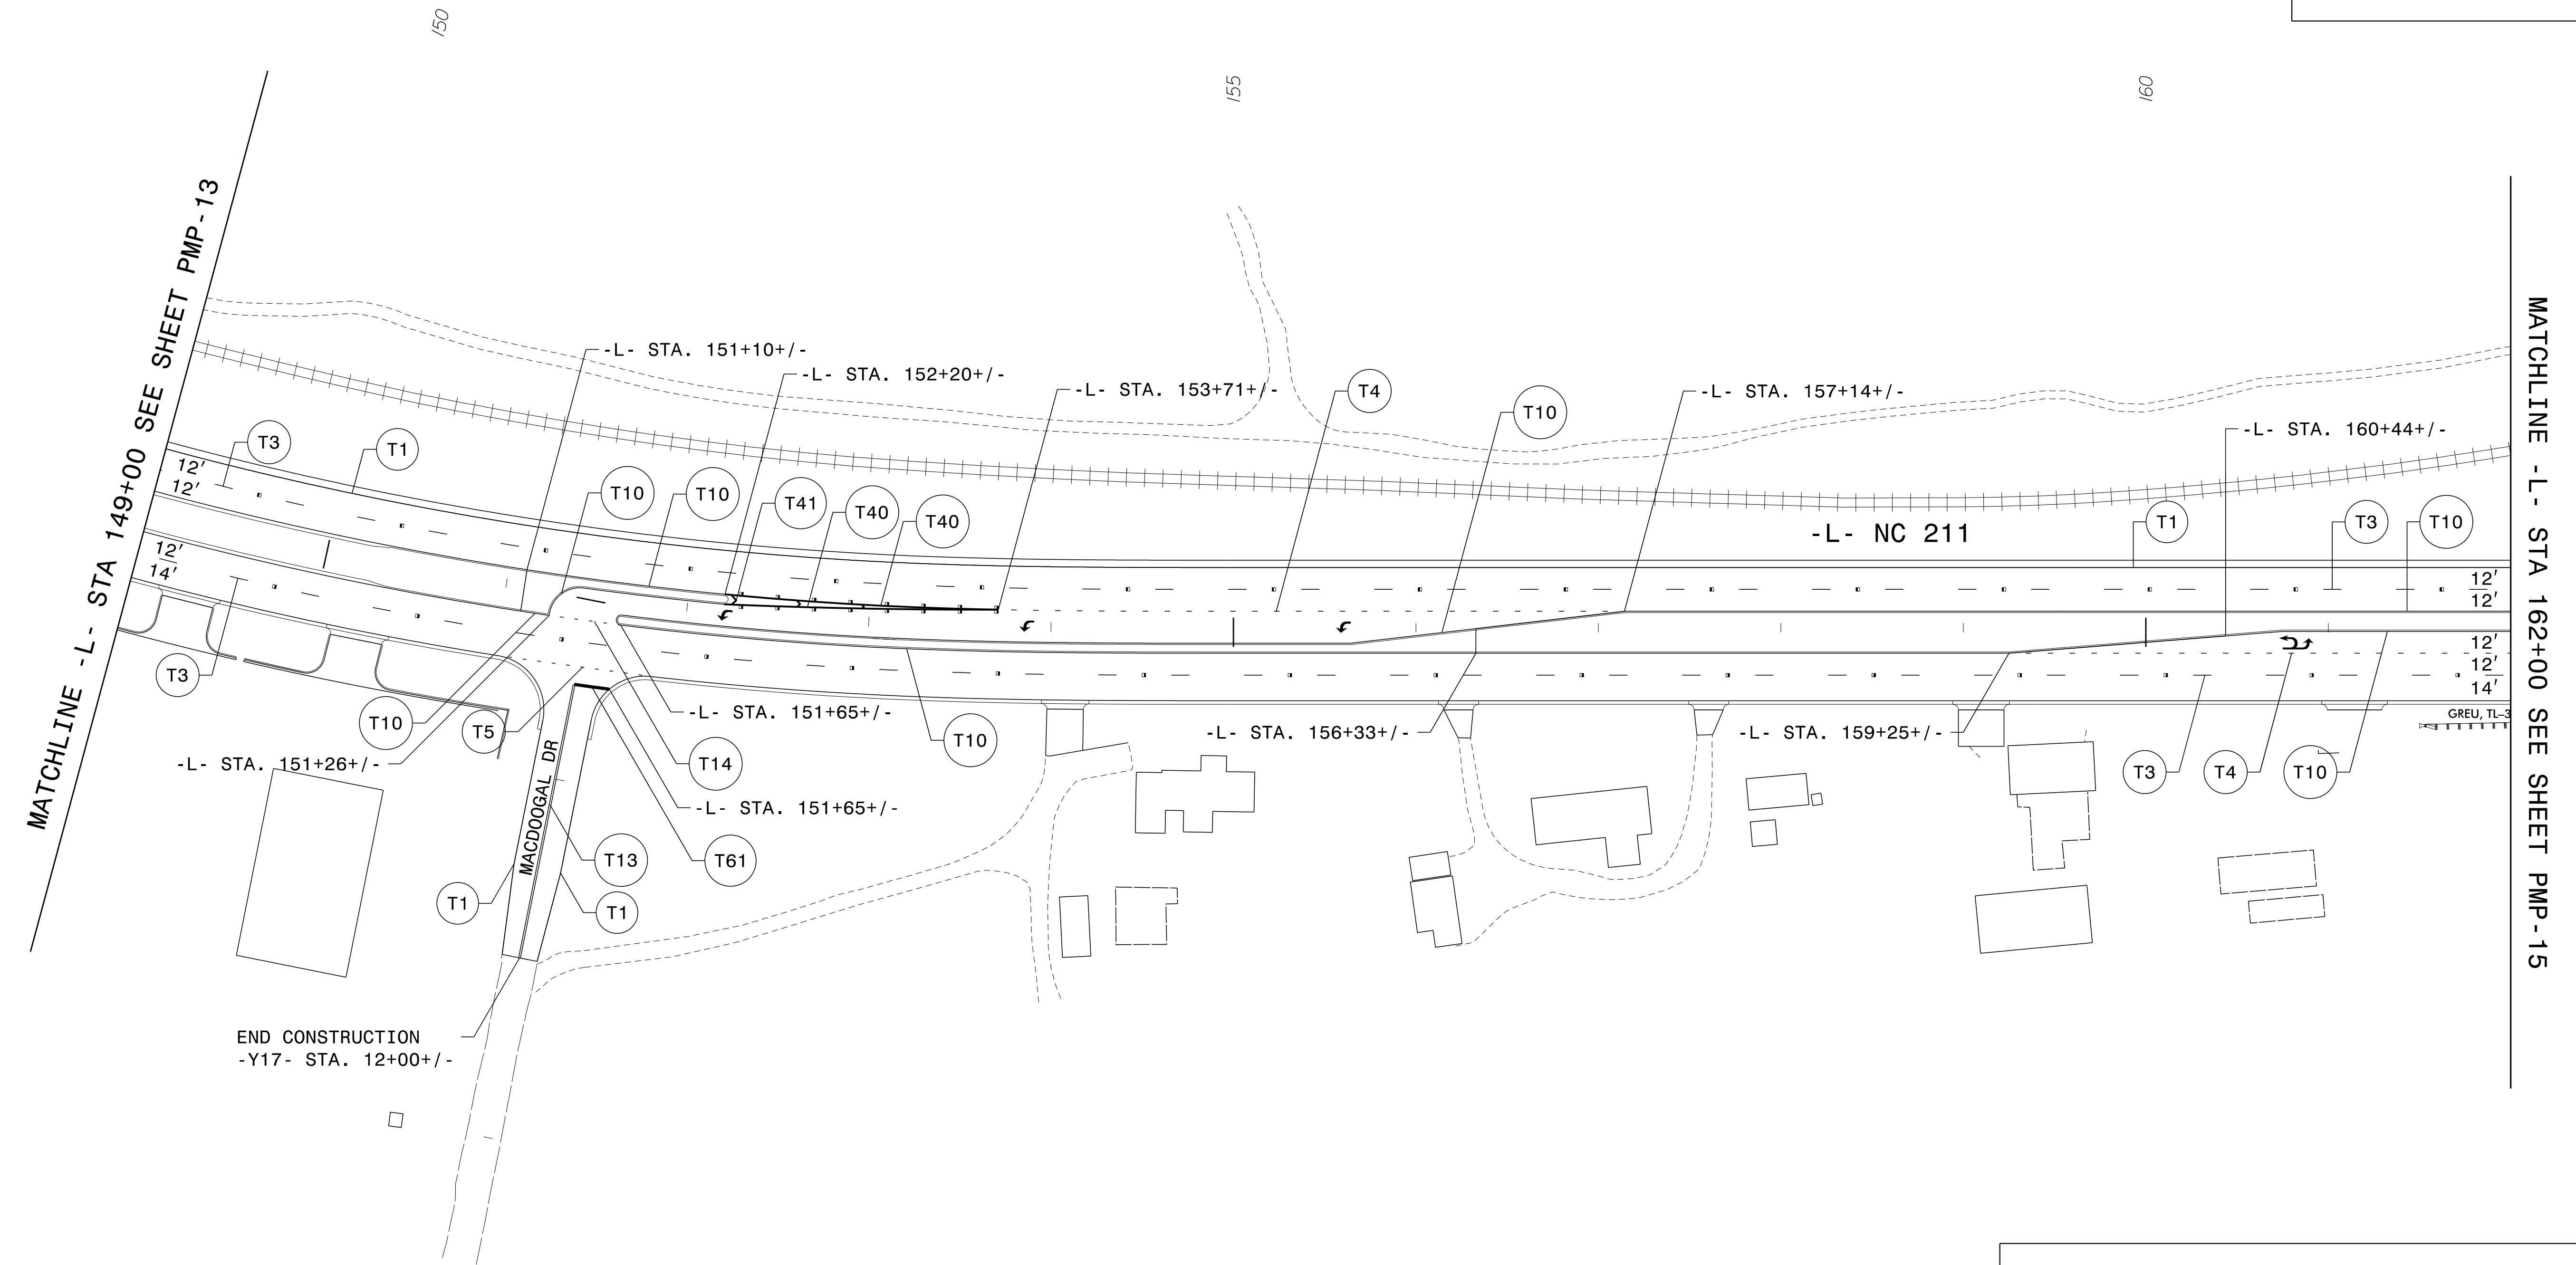 150
155
160
MATCHLINE -L- STA 149+00 SEE SHEET PMP-13
-L- STA. 151+10+/-
-L- STA. 152+20+/-
-L- STA. 153+71+/-
T4
T10
-L- STA. 157+14+/-
-L- STA. 160+44+/-
T3
T1
T10
T10
T41
T40
T40
-L- NC 211
T1
T3
T10
12'
12'
12'
14'
12'
12'
12'
12'
14'
GREU, TL-3
T3
T10
T5
-L- STA. 151+65+/-
T10
-L- STA. 156+33+/-
-L- STA. 159+25+/-
-L- STA. 151+26+/-
T14
T3
T4
T10
MACDOOGAL DR
-L- STA. 151+65+/-
T13
T61
T1
T1
END CONSTRUCTION
-Y17- STA. 12+00+/-
MATCHLINE -L- STA 162+00 SEE SHEET PMP-15